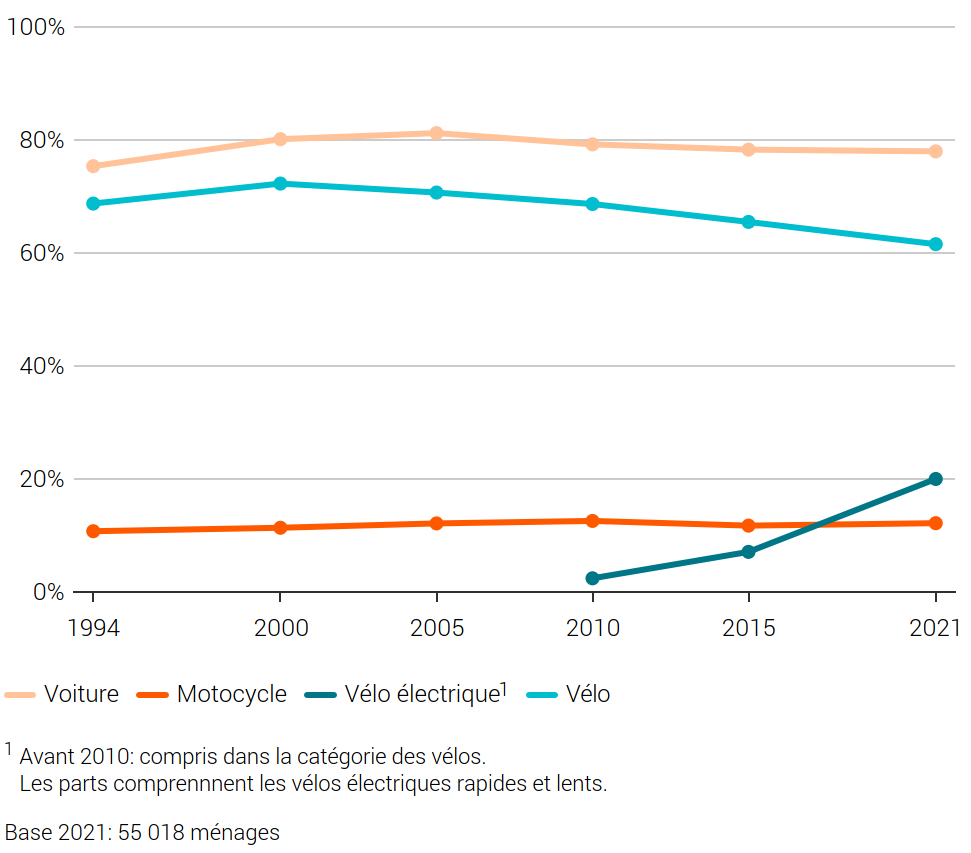 100%
80%
60%
40%
20%
0%
1994 2000 2005 2010 2015 2021
Voiture Motocycle Vélo électrique¹ Vélo
¹ Avant 2010: compris dans la catégorie des vélos.
Les parts comprennnent les vélos électriques rapides et lents.
Base 2021: 55 018 ménages